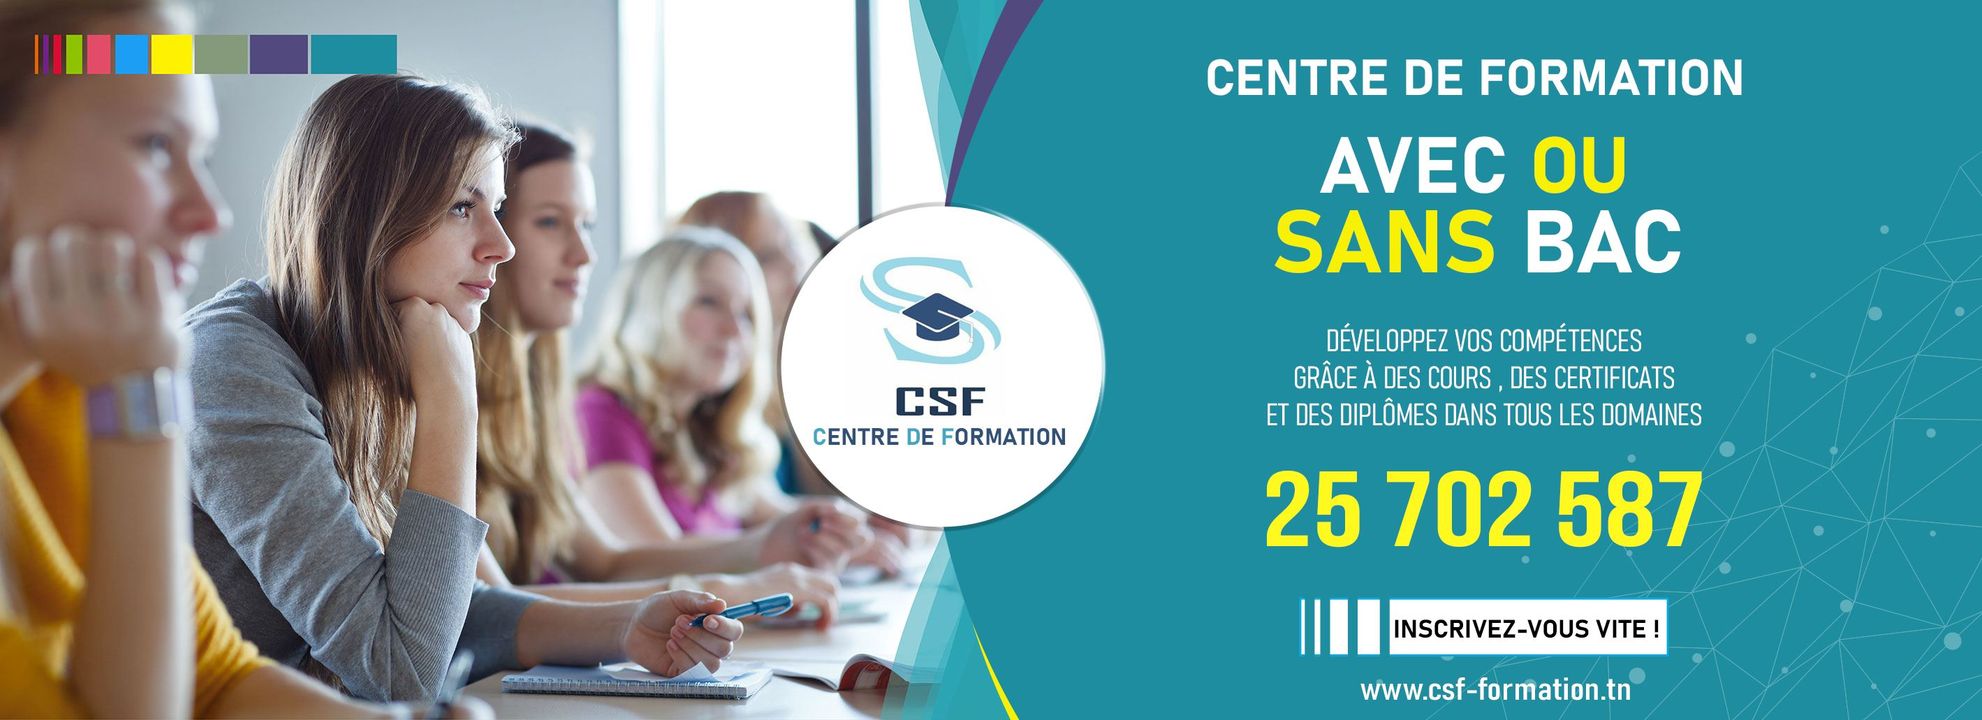 CENTRE DE FORMATION
AVEC OU
SANS BAC
DÉVELOPPEZ VOS COMPÉTENCES
GRÂCE À DES COURS , DES CERTIFICATS
ET DES DIPLÔMES DANS TOUS LES DOMAINES
25 702 587
INSCRIVEZ-VOUS VITE !
www.csf-formation.tn
CSF
CENTRE DE FORMATION